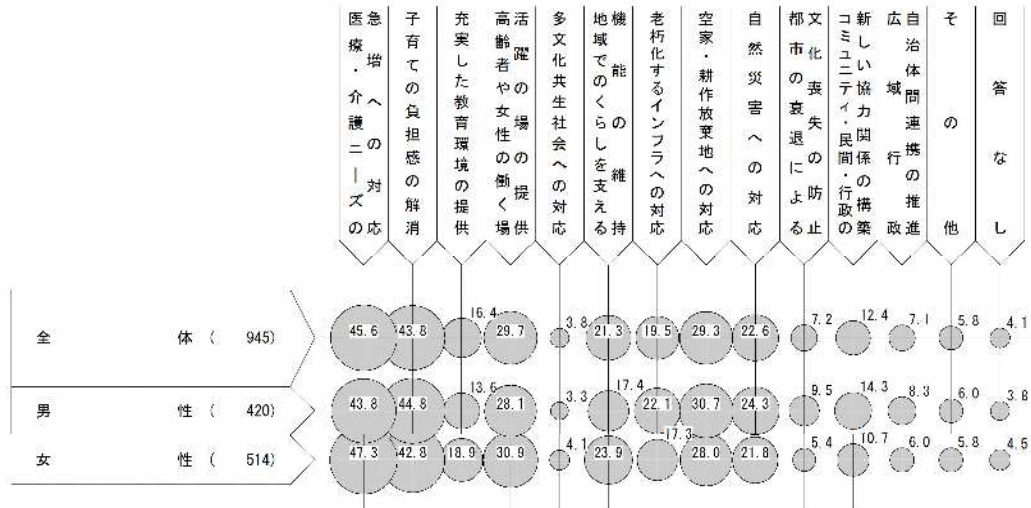 医療・介護ニーズの
急増への対応
子育ての負担感の解消
充実した教育環境の提供
高齢者や女性の働く場
活躍の場の提供
多文化共生社会への対応
地域でのくらしを支える
機能の維持
老朽化するインフラへの対応
空家・耕作放棄地への対応
自然災害への対応
都市の衰退による
文化喪失の防止
コミュニティ・民間・行政の
新しい協力関係の構築
広域行政
自治体間連携の推進
その他
回答なし
全 体 ( 945)
45.6 43.8 16.4 29.7 3.8 21.3 19.5 29.3 22.6 7.2 12.4 7.1 5.8 4.1
男 性 ( 420)
43.8 44.8 13.6 28.1 3.3 17.4 22.1 30.7 24.3 9.5 14.3 8.3 6.0 3.8
女 性 ( 514)
47.3 42.8 18.9 30.9 4.1 23.9 17.3 28.0 21.8 5.4 10.7 6.0 5.8 4.5